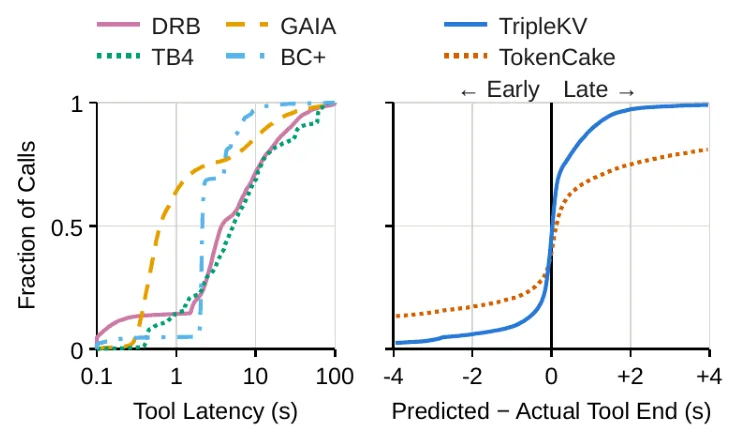 DRB GAIA TripleKV
TB4 BC+ TokenCake
← Early Late →
1
0.5
0
Fraction of Calls
0.1 1 10 100 -4 -2 0 +2 +4
Tool Latency (s) Predicted − Actual Tool End (s)